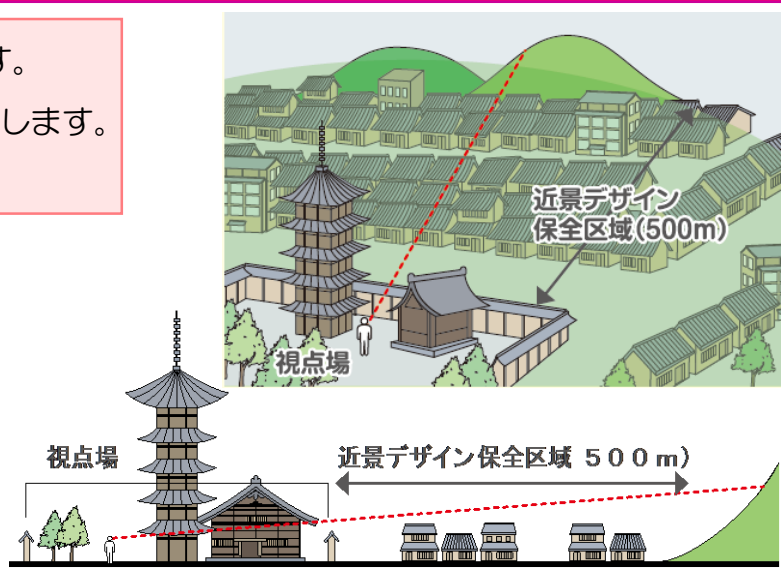 す。
します。
近景デザイン
保全区域(500m)
視点場
視点場
近景デザイン保全区域 ５００ｍ)